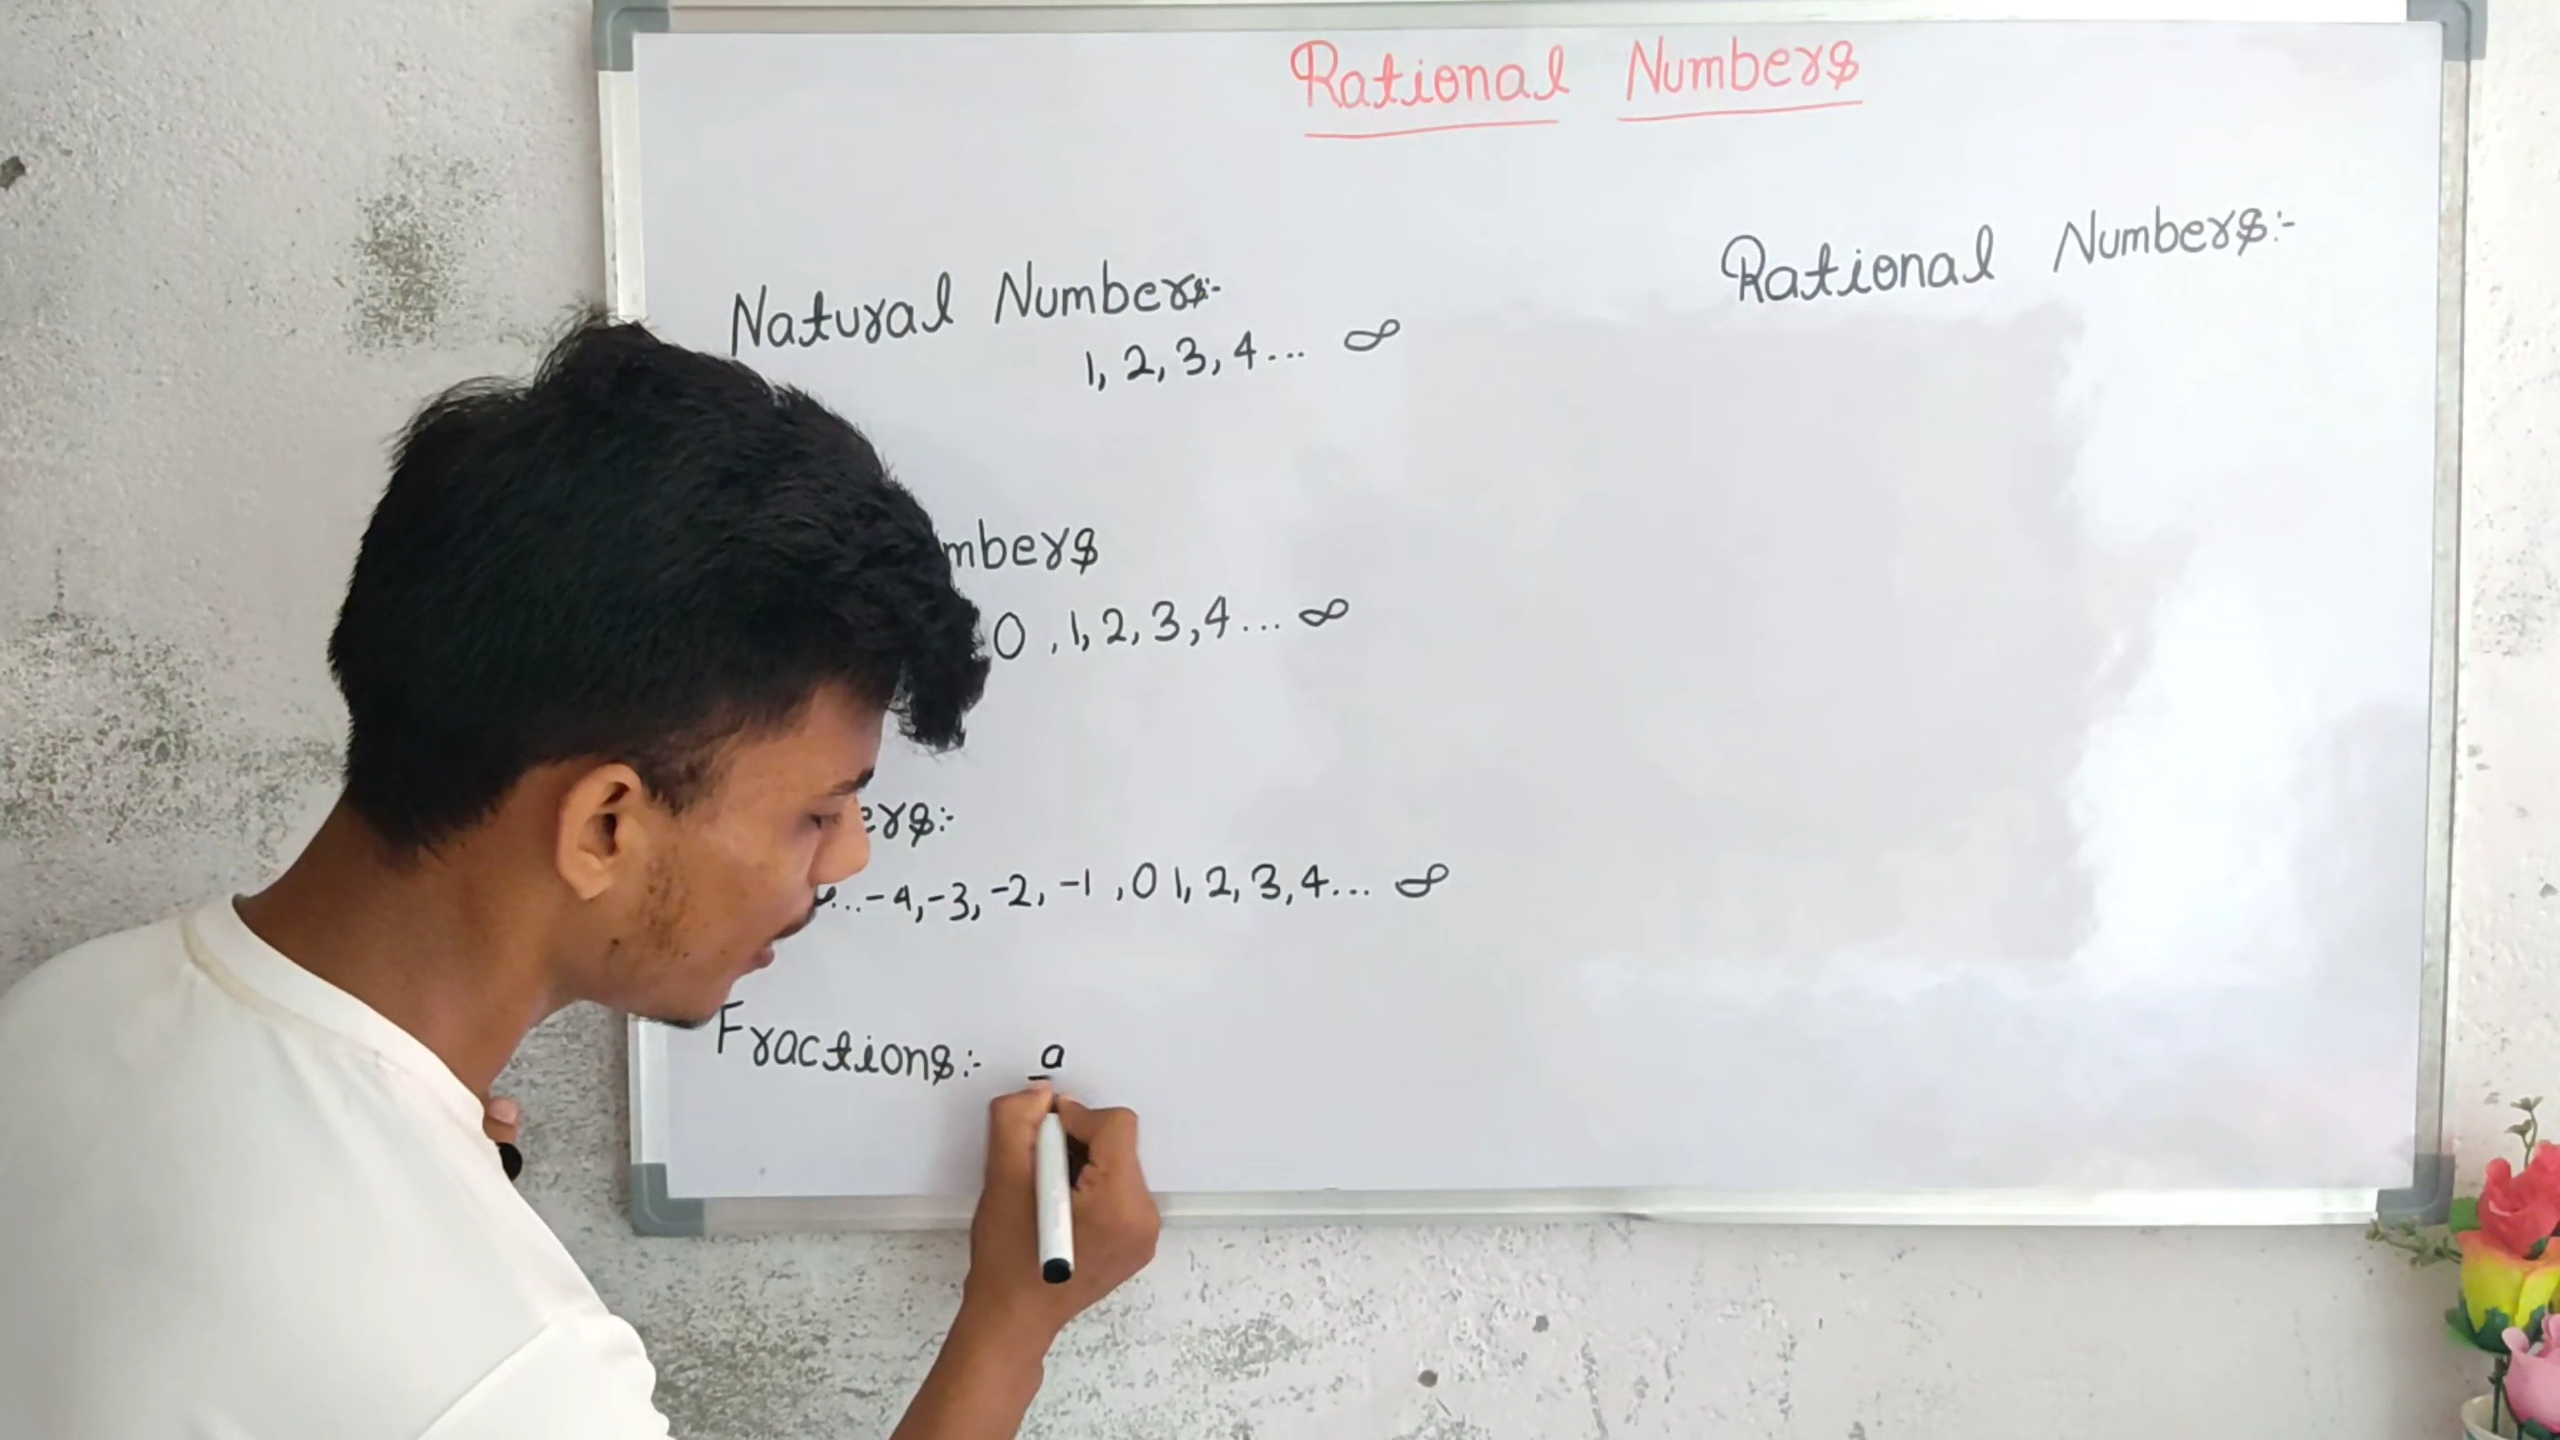 Rational Numbers
Natural Numbers:-
1, 2, 3, 4... ∞
mbers
0 , 1, 2, 3, 4... ∞
ers:-
...-4, -3, -2, -1 , 0 1, 2, 3, 4... ∞
Fractions:- a
Rational Numbers:-